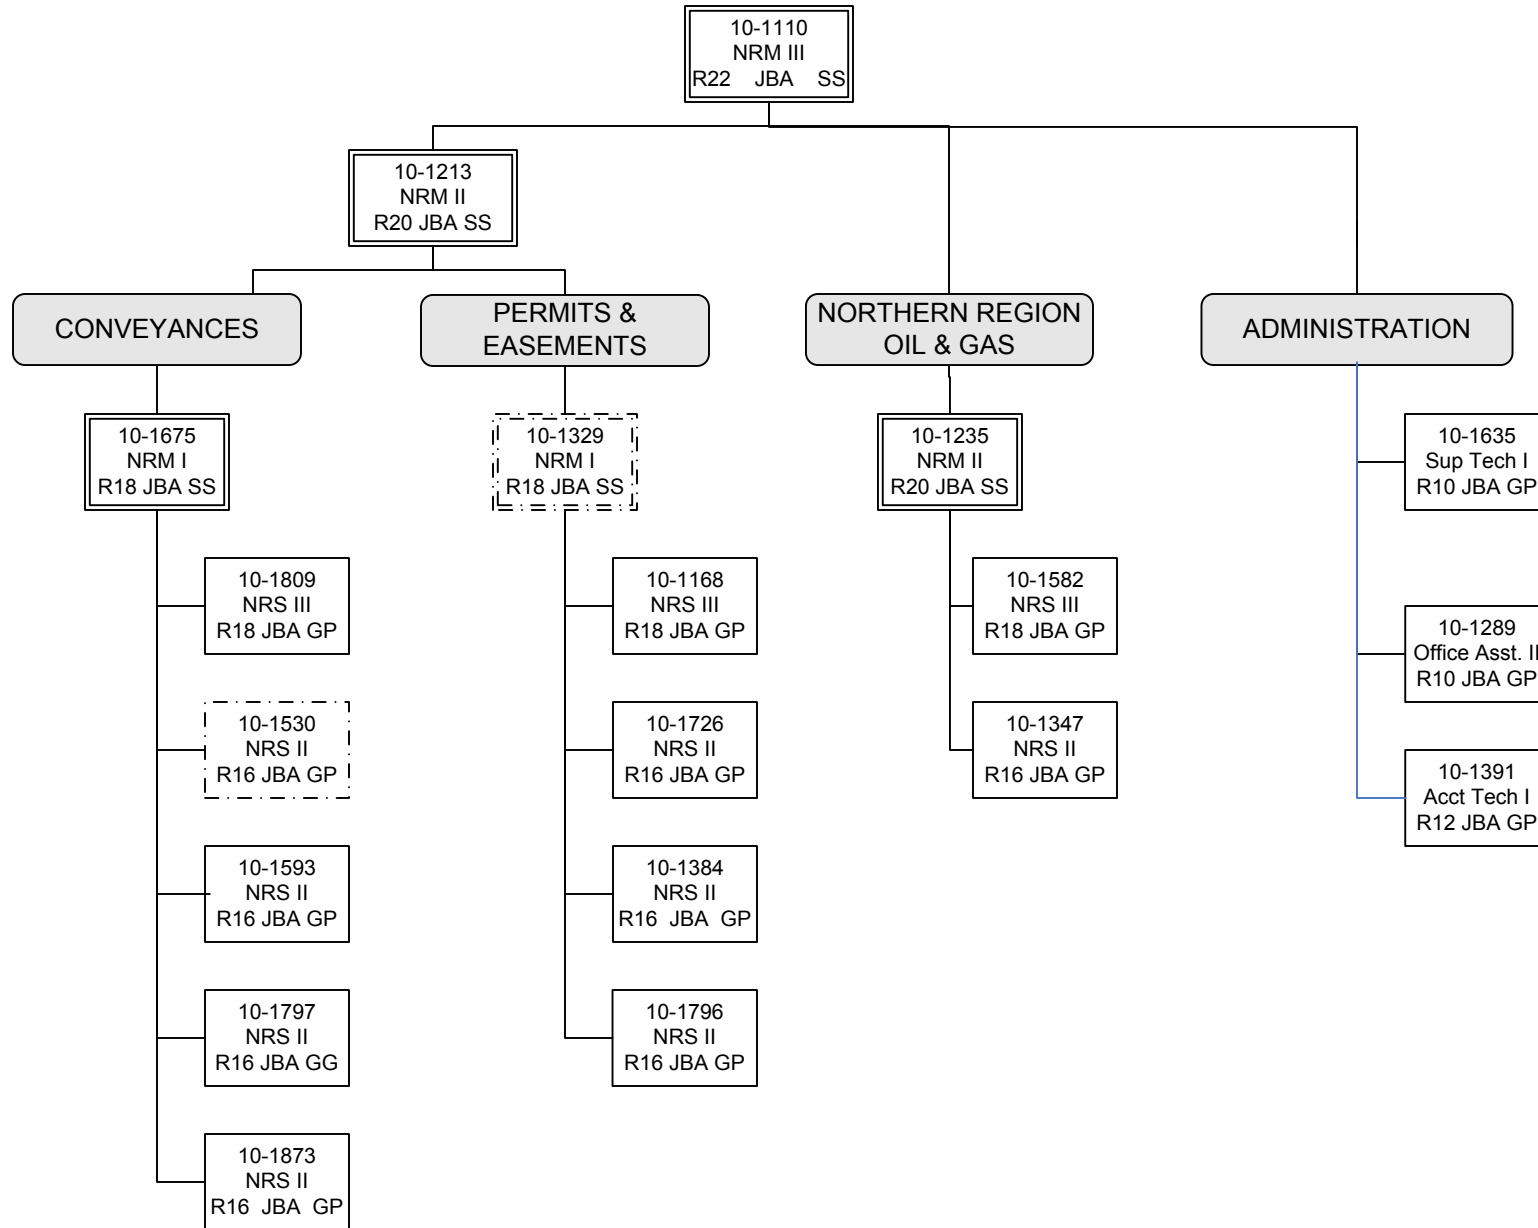 10-1110
NRM III
R22 JBA SS
10-1213
NRM II
R20 JBA SS
CONVEYANCES
PERMITS &
EASEMENTS
NORTHERN REGION
OIL & GAS
ADMINISTRATION
10-1675
NRM I
R18 JBA SS
10-1329
NRM I
R18 JBA SS
10-1235
NRM II
R20 JBA SS
10-1635
Sup Tech I
R10 JBA GP
10-1809
NRS III
R18 JBA GP
10-1168
NRS III
R18 JBA GP
10-1582
NRS III
R18 JBA GP
10-1289
Office Asst. II
R10 JBA GP
10-1530
NRS II
R16 JBA GP
10-1726
NRS II
R16 JBA GP
10-1347
NRS II
R16 JBA GP
10-1391
Acct Tech I
R12 JBA GP
10-1593
NRS II
R16 JBA GP
10-1384
NRS II
R16 JBA GP
10-1797
NRS II
R16 JBA GG
10-1796
NRS II
R16 JBA GP
10-1873
NRS II
R16 JBA GP